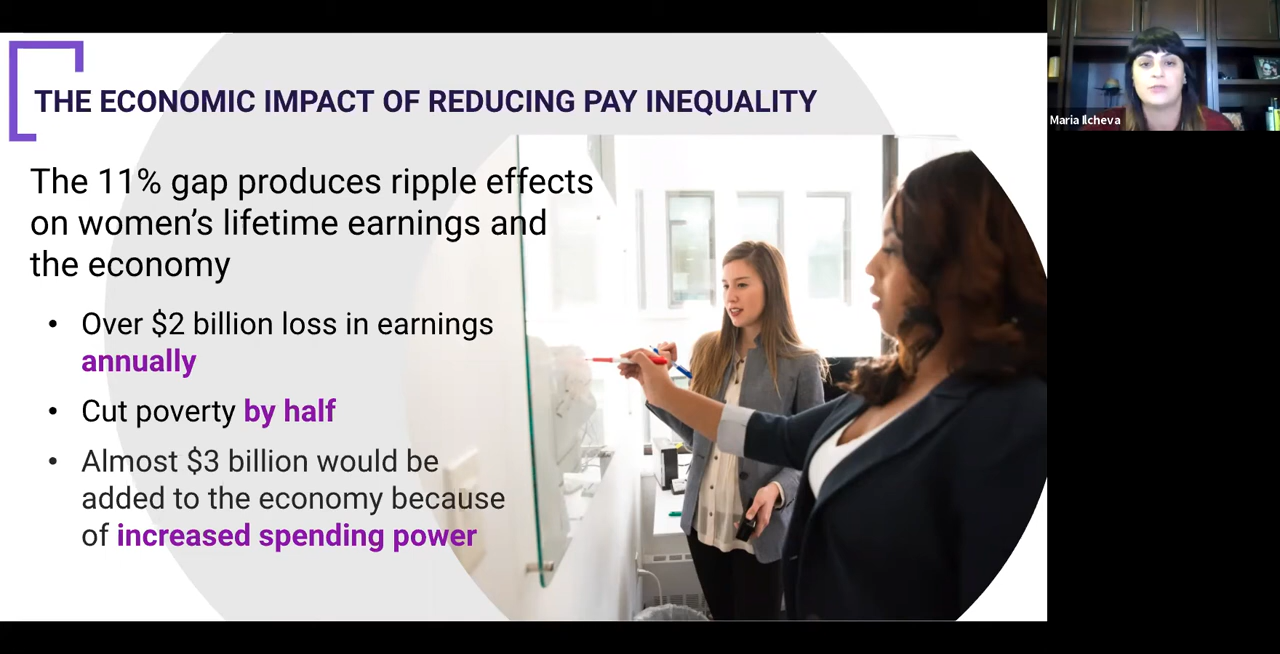 THE ECONOMIC IMPACT OF REDUCING PAY INEQUALITY
The 11% gap produces ripple effects
on women’s lifetime earnings and
the economy
• Over $2 billion loss in earnings
annually
• Cut poverty by half
• Almost $3 billion would be
added to the economy because
of increased spending power
Maria Ilcheva